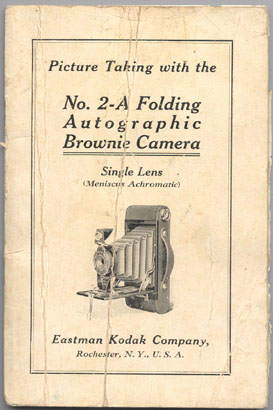 Picture Taking with the
No. 2-A Folding
Autographic
Brownie Camera
Single Lens
(Meniscus Achromatic)
Eastman Kodak Company,
Rochester, N. Y., U. S. A.